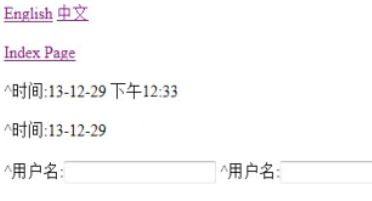 English 中文
Index Page
^时间:13-12-29 下午12:33
^时间:13-12-29
^用户名: ^用户名: